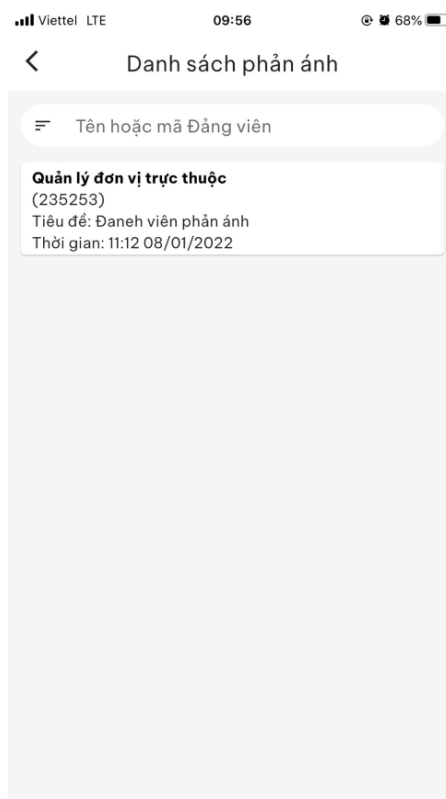 Viettel LTE 09:56 68%
Danh sách phản ánh
Tên hoặc mã Đảng viên
Quản lý đơn vị trực thuộc
(235253)
Tiêu đề: Đaneh viên phản ánh
Thời gian: 11:12 08/01/2022